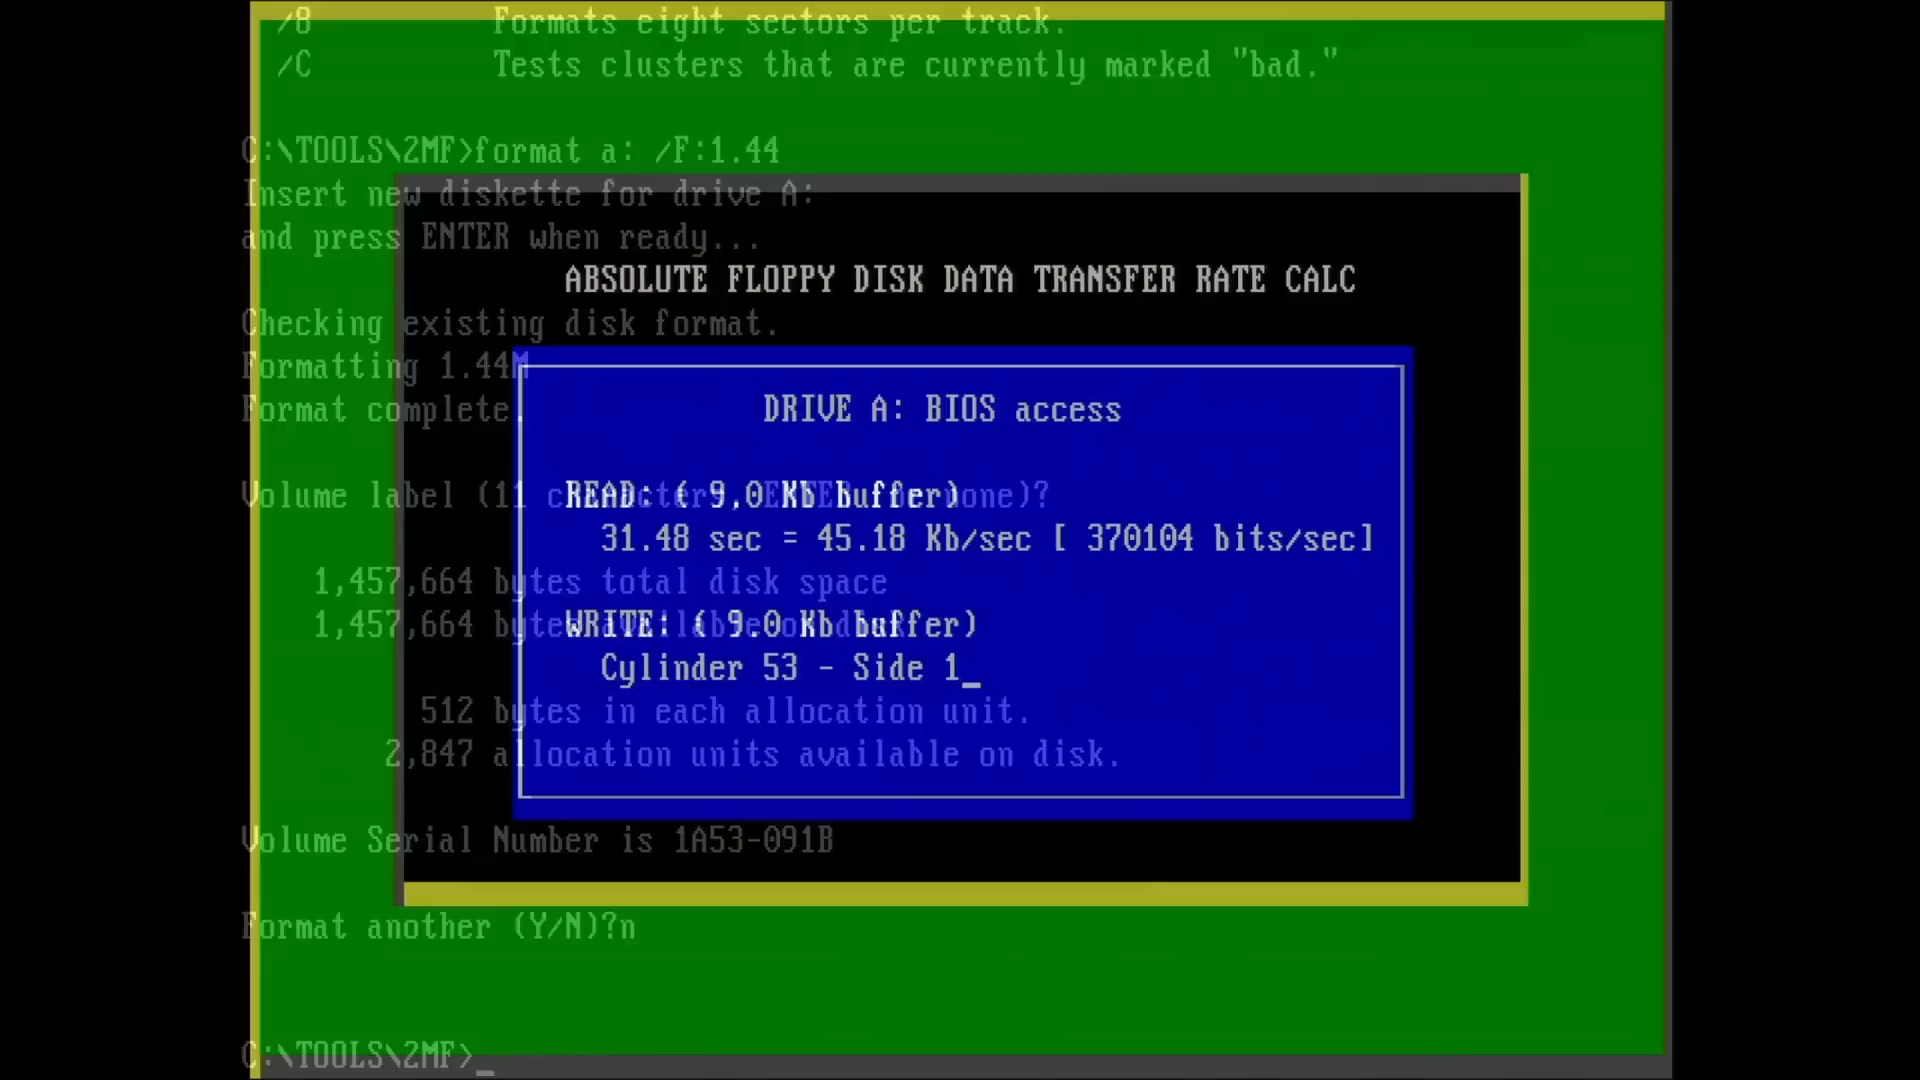 /8 Formats eight sectors per track.
/C Tests clusters that are currently marked "bad."
C:\TOOLS\2MF>format a: /F:1.44
Insert new diskette for drive A:
and press ENTER when ready...
ABSOLUTE FLOPPY DISK DATA TRANSFER RATE CALC
Checking existing disk format.
Formatting 1.44M
Format complete.
DRIVE A: BIOS access
Volume label (11 none)?
READ: ( 9.0 Kb buffer)
31.48 sec = 45.18 Kb/sec [ 370104 bits/sec]
1,457,664 bytes total disk space
1,457,664
WRITE: ( 9.0 Kb buffer)
Cylinder 53 - Side 1_
512 bytes in each allocation unit.
2,847 allocation units available on disk.
Volume Serial Number is 1A53-091B
Format another (Y/N)?n
C:\TOOLS\2MF>_